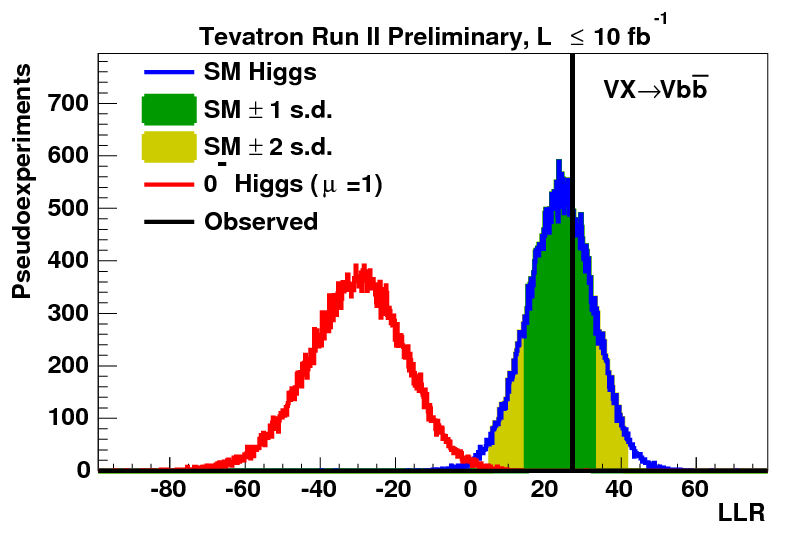 Tevatron Run II Preliminary, L ≤ 10 fb⁻¹
SM Higgs
SM ± 1 s.d.
SM ± 2 s.d.
0⁻ Higgs (μ =1)
Observed
VX→Vbb̅
Pseudoexperiments
700
600
500
400
300
200
100
0
-80 -60 -40 -20 0 20 40 60
LLR